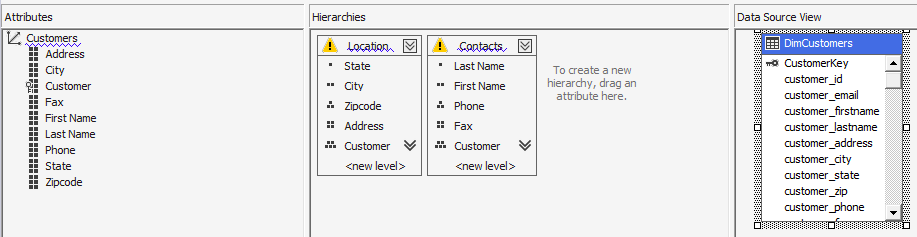 Attributes
Customers
Address
City
Customer
Fax
First Name
Last Name
Phone
State
Zipcode
Hierarchies
Location
State
City
Zipcode
Address
Customer
<new level>
Contacts
Last Name
First Name
Phone
Fax
Customer
<new level>
To create a new
hierarchy, drag an
attribute here.
Data Source View
DimCustomers
CustomerKey
customer_id
customer_email
customer_firstname
customer_lastname
customer_address
customer_city
customer_state
customer_zip
customer_phone